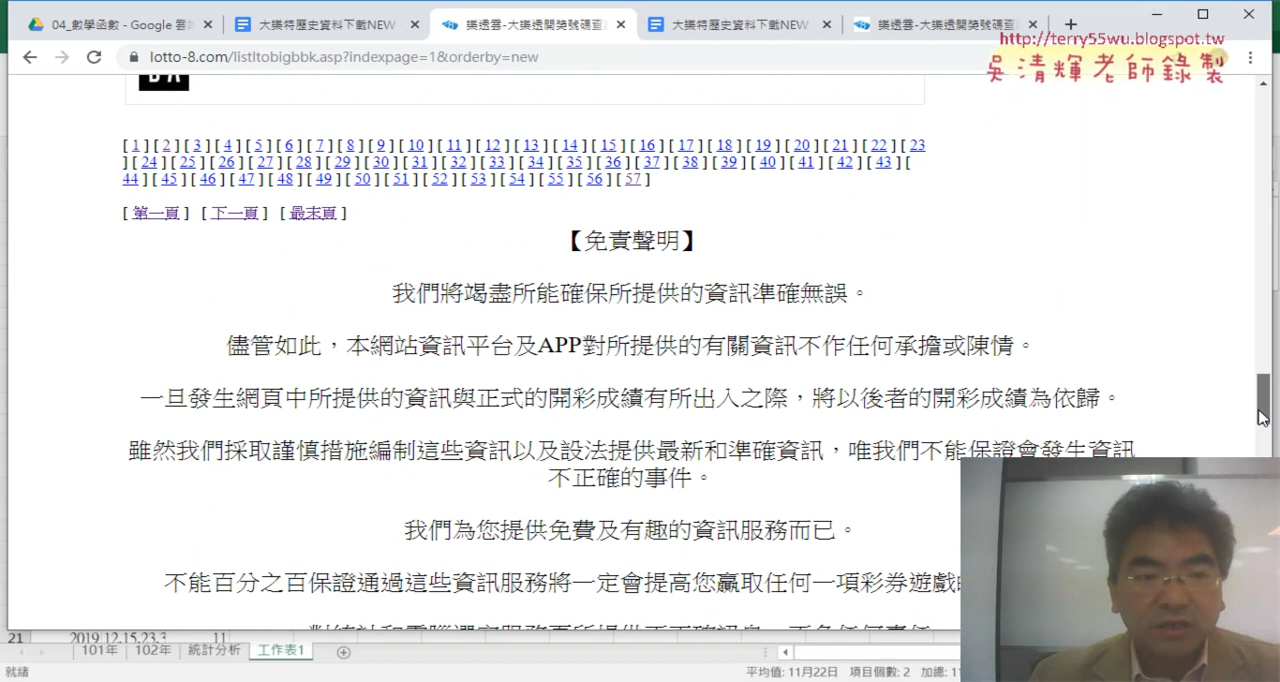 04_數學函數 - Google 雲
大樂特歷史資料下載NEW
樂透雲-大樂透開獎號碼查
大樂特歷史資料下載NEW
樂透雲-大樂透開獎號碼查詢
lotto-8.com/listltobigbbk.asp?indexpage=1&orderby=new
http://terry55wu.blogspot.tw
吳清輝老師錄製
[ 1 ] [ 2 ] [ 3 ] [ 4 ] [ 5 ] [ 6 ] [ 7 ] [ 8 ] [ 9 ] [ 10 ] [ 11 ] [ 12 ] [ 13 ] [ 14 ] [ 15 ] [ 16 ] [ 17 ] [ 18 ] [ 19 ] [ 20 ] [ 21 ] [ 22 ] [ 23
] [ 24 ] [ 25 ] [ 26 ] [ 27 ] [ 28 ] [ 29 ] [ 30 ] [ 31 ] [ 32 ] [ 33 ] [ 34 ] [ 35 ] [ 36 ] [ 37 ] [ 38 ] [ 39 ] [ 40 ] [ 41 ] [ 42 ] [ 43 ] [
44 ] [ 45 ] [ 46 ] [ 47 ] [ 48 ] [ 49 ] [ 50 ] [ 51 ] [ 52 ] [ 53 ] [ 54 ] [ 55 ] [ 56 ] [ 57 ]
[ 第一頁 ] [ 下一頁 ] [ 最末頁 ]
【免責聲明】
我們將竭盡所能確保所提供的資訊準確無誤。
儘管如此，本網站資訊平台及APP對所提供的有關資訊不作任何承擔或陳情。
一旦發生網頁中所提供的資訊與正式的開彩成績有所出入之際，將以後者的開彩成績為依歸。
雖然我們採取謹慎措施編制這些資訊以及設法提供最新和準確資訊，唯我們不能保證會發生資訊
不正確的事件。
我們為您提供免費及有趣的資訊服務而已。
不能百分之百保證通過這些資訊服務將一定會提高您贏取任何一項彩券遊戲
21 2019.12.15.23.3 11
101年 102年 統計分析 工作表1
就緒 平均值: 11月22日 項目個數: 2 加總: 11